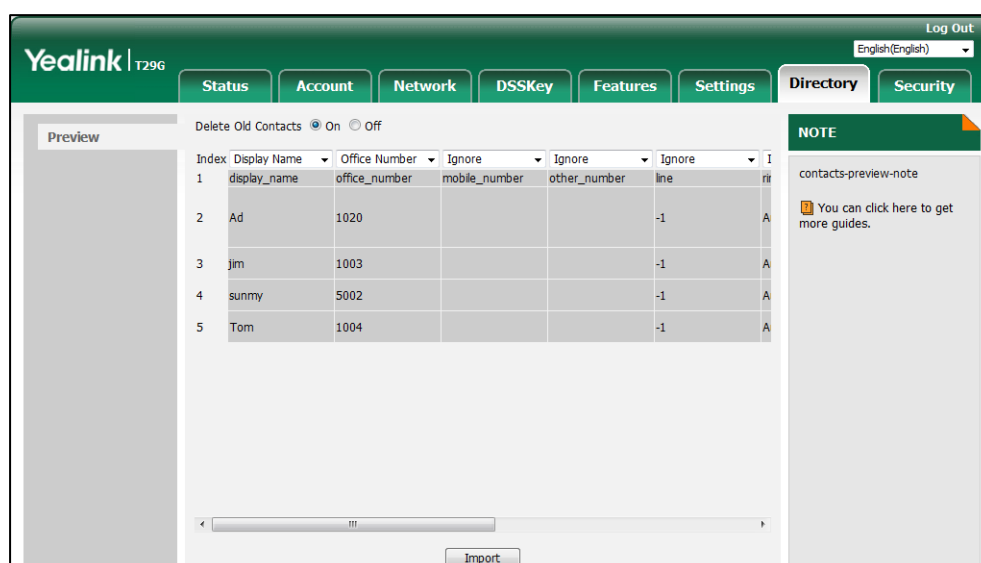 Log Out
Yealink T29G
English(English)
Status Account Network DSSKey Features Settings Directory Security
Preview
Delete Old Contacts On Off
NOTE
Index Display Name Office Number Ignore Ignore Ignore I
1 display_name office_number mobile_number other_number line
contacts-preview-note
2 Ad 1020 -1 A
You can click here to get
more guides.
3 jim 1003 -1 A
4 sunmy 5002 -1 A
5 Tom 1004 -1 A
Import